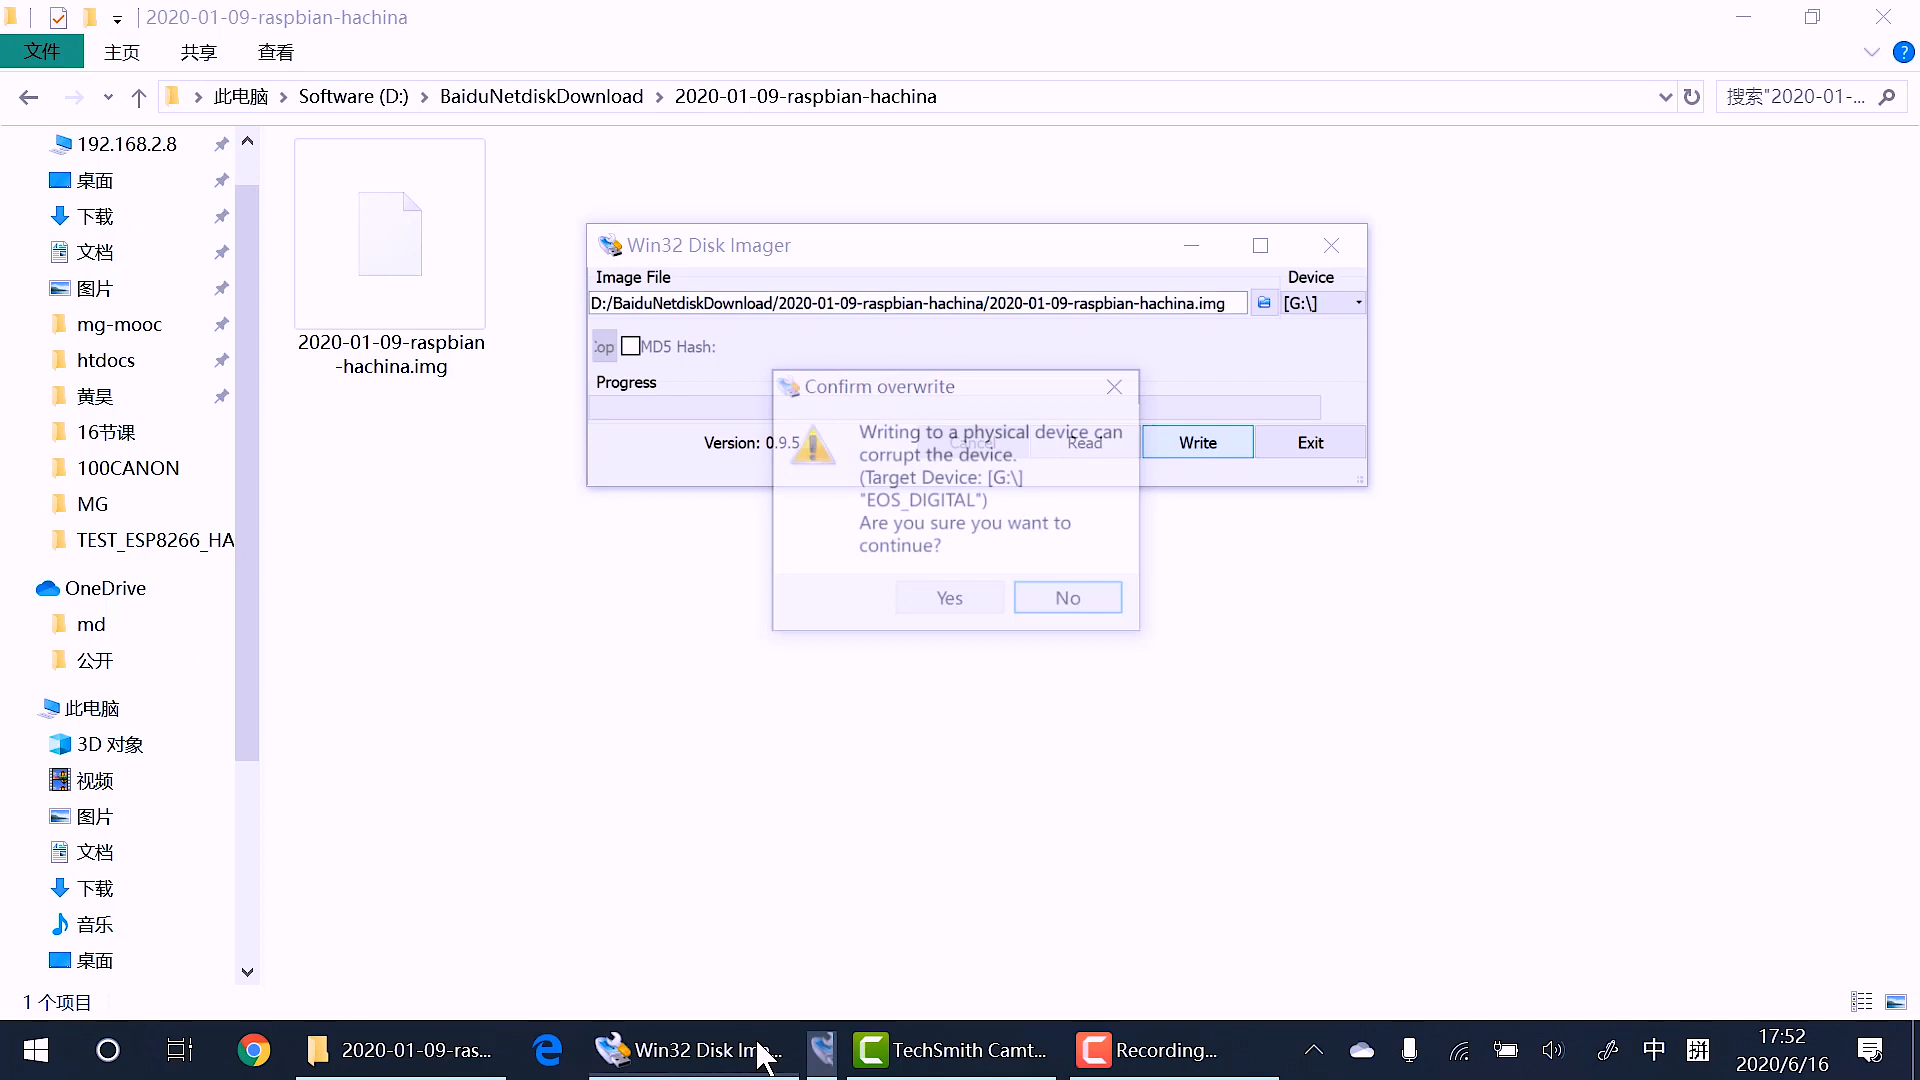 2020-01-09-raspbian-hachina
文件 主页 共享 查看
此电脑 Software (D:) BaiduNetdiskDownload 2020-01-09-raspbian-hachina
搜索"2020-01-...
192.168.2.8
桌面
下载
文档
图片
mg-mooc
htdocs
黄昊
16节课
100CANON
MG
TEST_ESP8266_HA
OneDrive
md
公开
此电脑
3D 对象
视频
图片
文档
下载
音乐
桌面
2020-01-09-raspbian
-hachina.img
Win32 Disk Imager
Image File Device
D:/BaiduNetdiskDownload/2020-01-09-raspbian-hachina/2020-01-09-raspbian-hachina.img [G:\]
MD5 Hash:
Progress
Version: 0.9.5 Cancel Read Write Exit
Confirm overwrite
Writing to a physical device can
corrupt the device.
(Target Device: [G:\]
"EOS_DIGITAL")
Are you sure you want to
continue?
Yes No
1 个项目
2020-01-09-ras... Win32 Disk Im... TechSmith Camt... Recording... 中 拼
17:52
2020/6/16